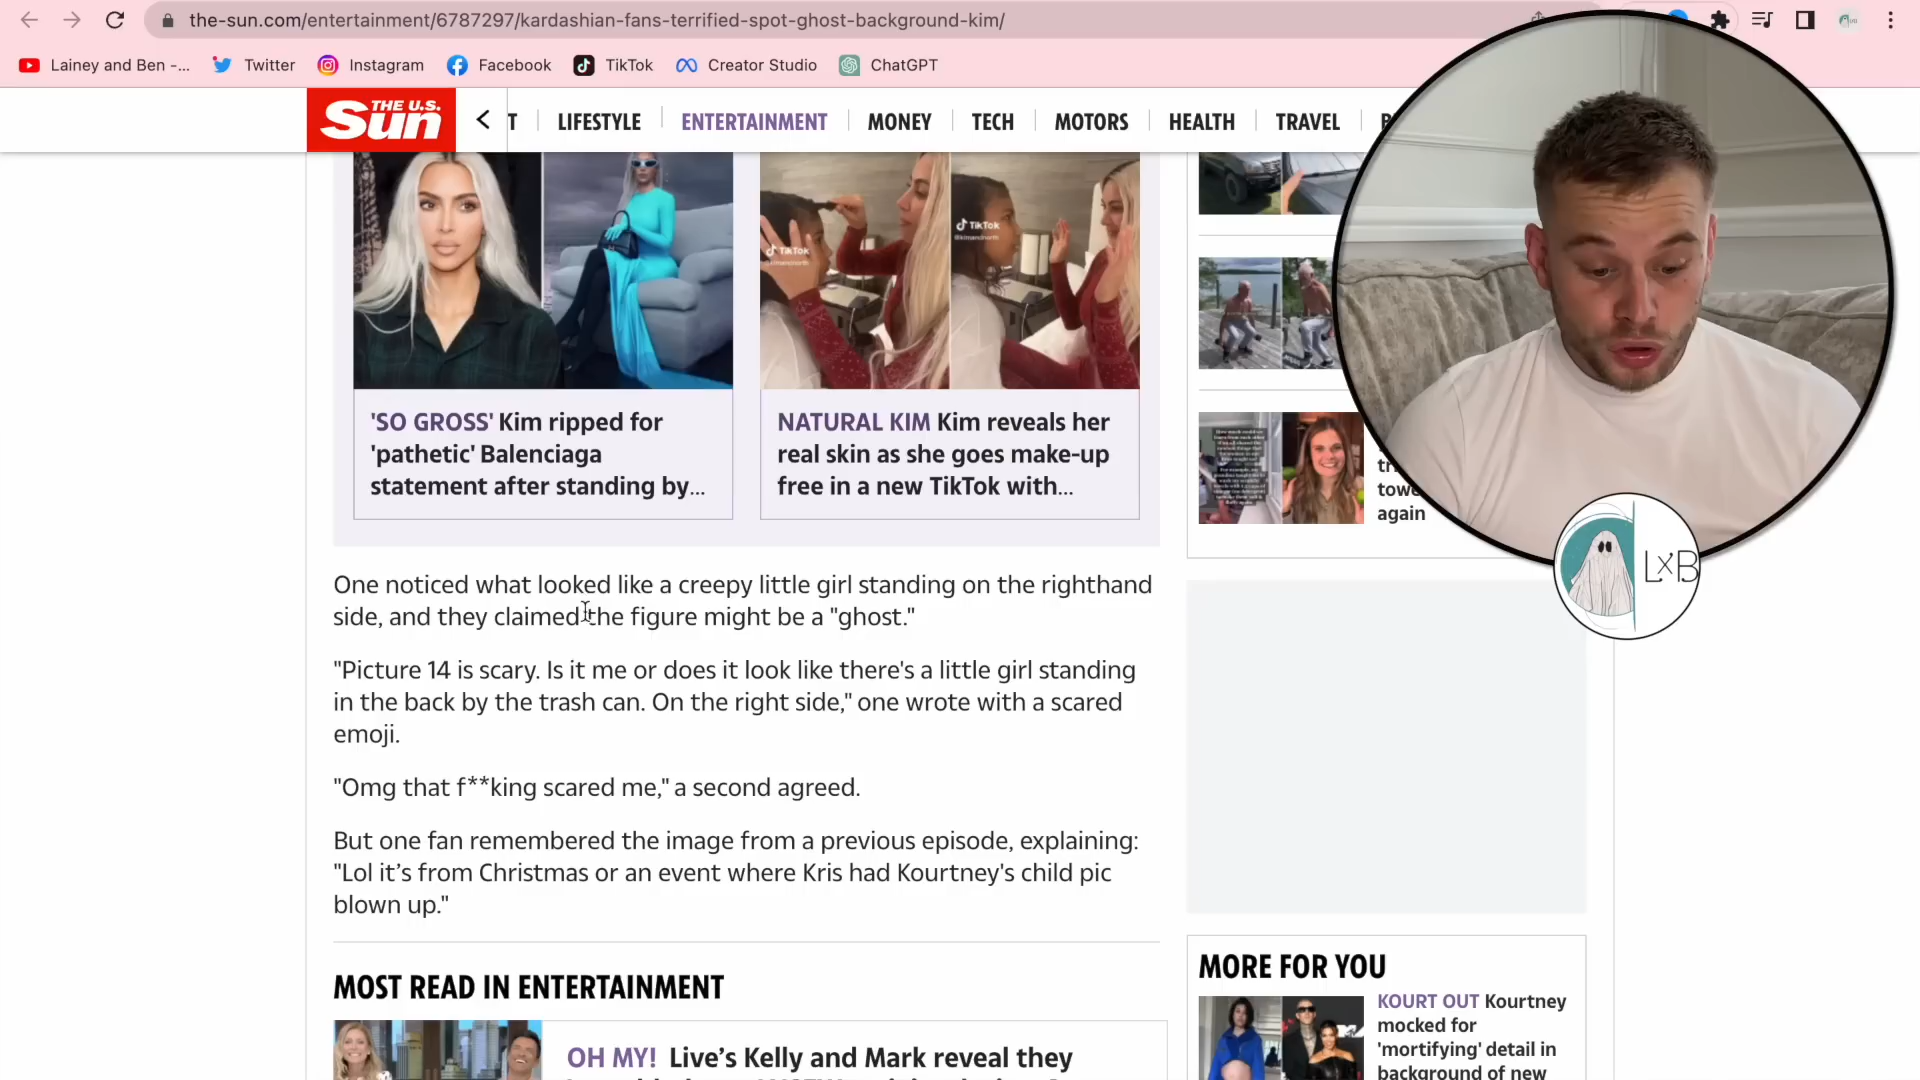 the-sun.com/entertainment/6787297/kardashian-fans-terrified-spot-ghost-background-kim/
Lainey and Ben -...
Twitter
Instagram
Facebook
TikTok
Creator Studio
ChatGPT
THE U.S.
Sun
T
LIFESTYLE
ENTERTAINMENT
MONEY
TECH
MOTORS
HEALTH
TRAVEL
TikTok
TikTok
'SO GROSS' Kim ripped for
'pathetic' Balenciaga
statement after standing by...
NATURAL KIM Kim reveals her
real skin as she goes make-up
free in a new TikTok with...
again
LXB
One noticed what looked like a creepy little girl standing on the righthand
side, and they claimed the figure might be a "ghost."
"Picture 14 is scary. Is it me or does it look like there's a little girl standing
in the back by the trash can. On the right side," one wrote with a scared
emoji.
"Omg that f**king scared me," a second agreed.
But one fan remembered the image from a previous episode, explaining:
"Lol it’s from Christmas or an event where Kris had Kourtney's child pic
blown up."
MOST READ IN ENTERTAINMENT
OH MY! Live’s Kelly and Mark reveal they
MORE FOR YOU
KOURT OUT Kourtney
mocked for
'mortifying' detail in
background of new